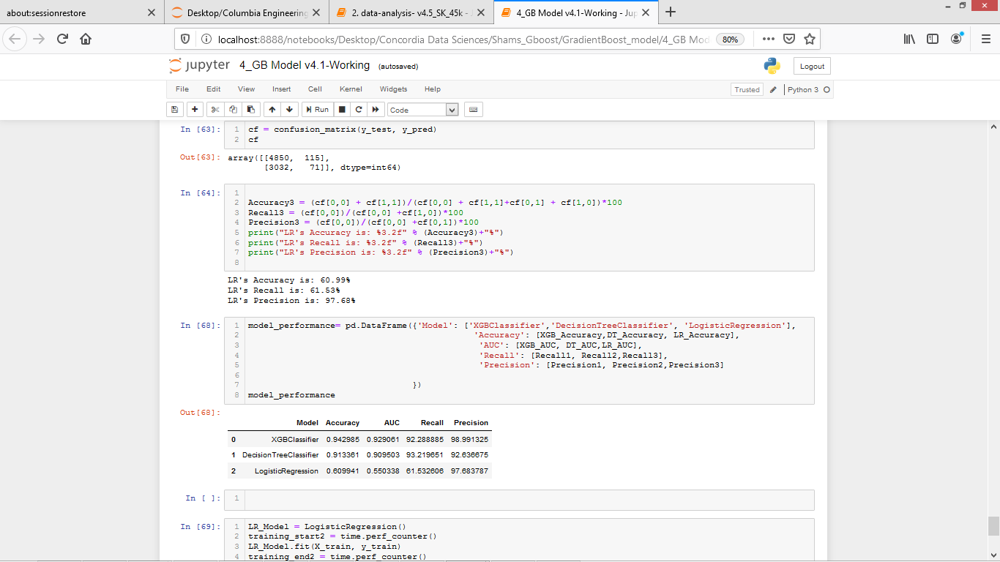 about:sessionrestore
Desktop/Columbia Engineering
2. data-analysis- v4.5_SK_45k - J
4_GB Model v4.1-Working - Jup
localhost:8888/notebooks/Desktop/Concordia Data Sciences/Shams_Gboost/GradientBoost_model/4_GB Mod
80%
jupyter 4_GB Model v4.1-Working (autosaved)
Logout
File Edit View Insert Cell Kernel Widgets Help
Trusted Python 3
Run Code
In [63]: 1 cf = confusion_matrix(y_test, y_pred)
2 cf
Out[63]: array([[4850, 115],
[3032, 71]], dtype=int64)
In [64]: 1
2 Accuracy3 = (cf[0,0] + cf[1,1])/(cf[0,0] + cf[1,1]+cf[0,1] + cf[1,0])*100
3 Recall3 = (cf[0,0])/(cf[0,0] +cf[1,0])*100
4 Precision3 = (cf[0,0])/(cf[0,0] +cf[0,1])*100
5 print("LR's Accuracy is: %3.2f" % (Accuracy3)+"%")
6 print("LR's Recall is: %3.2f" % (Recall3)+"%")
7 print("LR's Precision is: %3.2f" % (Precision3)+"%")
8
LR's Accuracy is: 60.99%
LR's Recall is: 61.53%
LR's Precision is: 97.68%
In [68]: 1 model_performance= pd.DataFrame({'Model': ['XGBClassifier','DecisionTreeClassifier', 'LogisticRegression'],
2 'Accuracy': [XGB_Accuracy,DT_Accuracy, LR_Accuracy],
3 'AUC': [XGB_AUC, DT_AUC,LR_AUC],
4 'Recall': [Recall1, Recall2,Recall3],
5 'Precision': [Precision1, Precision2,Precision3]
6
7 })
8 model_performance
Out[68]:
Model Accuracy AUC Recall Precision
0 XGBClassifier 0.942985 0.929061 92.288885 98.991325
1 DecisionTreeClassifier 0.913361 0.909503 93.219651 92.636675
2 LogisticRegression 0.609941 0.550338 61.532606 97.683787
In [ ]: 1
In [69]: 1 LR_Model = LogisticRegression()
2 training_start2 = time.perf_counter()
3 LR_Model.fit(X_train, y_train)
4 training_end2 = time.perf_counter()